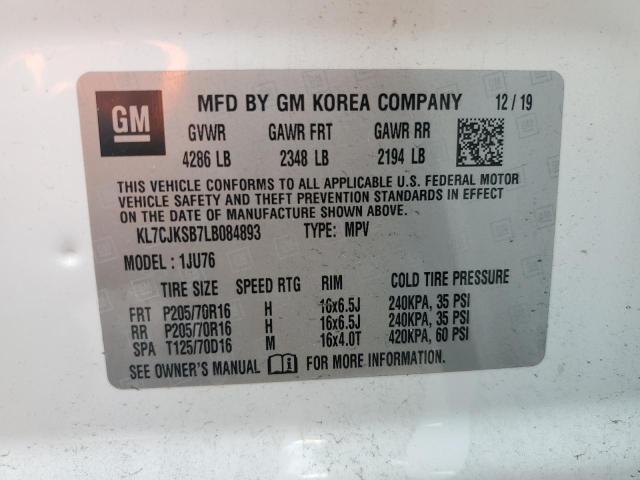 GM MFD BY GM KOREA COMPANY 12/19
GVWR GAWR FRT GAWR RR
4286 LB 2348 LB 2194 LB
THIS VEHICLE CONFORMS TO ALL APPLICABLE U.S. FEDERAL MOTOR
VEHICLE SAFETY AND THEFT PREVENTION STANDARDS IN EFFECT
ON THE DATE OF MANUFACTURE SHOWN ABOVE.
KL7CJKSB7LB084893 TYPE: MPV
MODEL: 1JU76
TIRE SIZE SPEED RTG RIM COLD TIRE PRESSURE
FRT P205/70R16 H 16x6.5J 240KPA, 35 PSI
RR P205/70R16 H 16x6.5J 240KPA, 35 PSI
SPA T125/70D16 M 16x4.0T 420KPA, 60 PSI
SEE OWNER'S MANUAL FOR MORE INFORMATION.